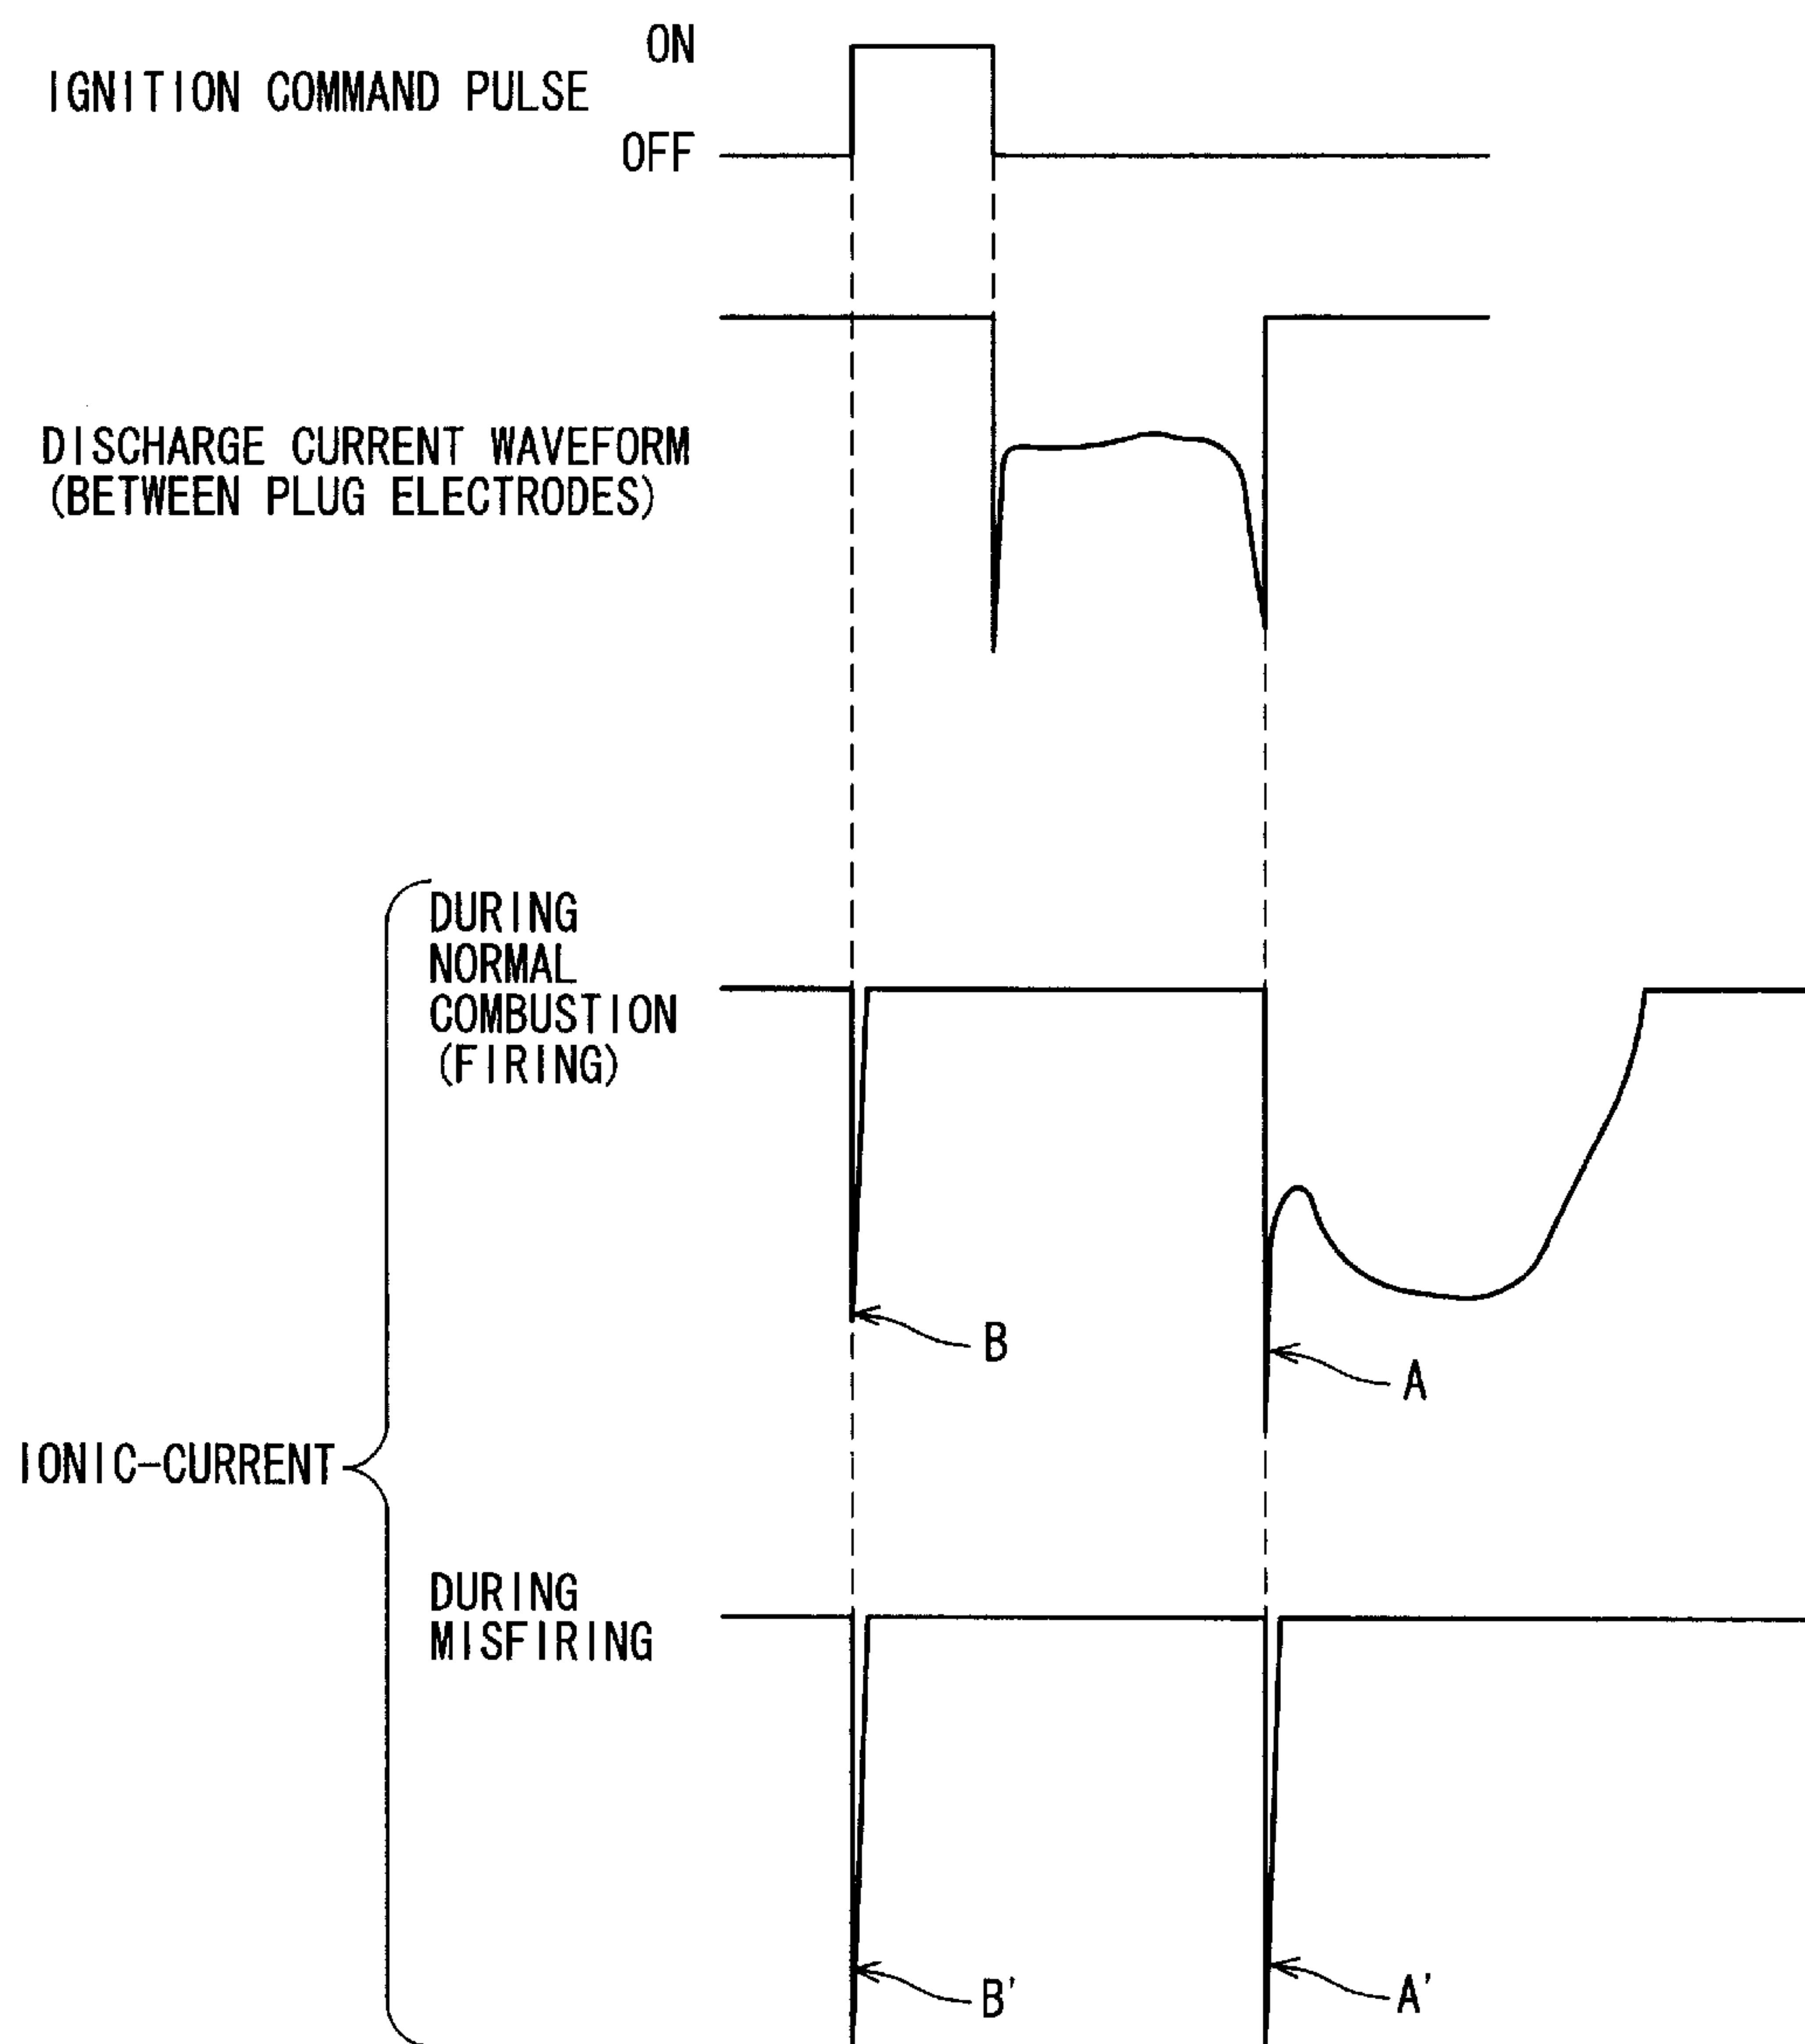 ON
IGNITION COMMAND PULSE
OFF
DISCHARGE CURRENT WAVEFORM
(BETWEEN PLUG ELECTRODES)
DURING
NORMAL
COMBUSTION
(FIRING)
B
A
IONIC-CURRENT
DURING
MISFIRING
B'
A'